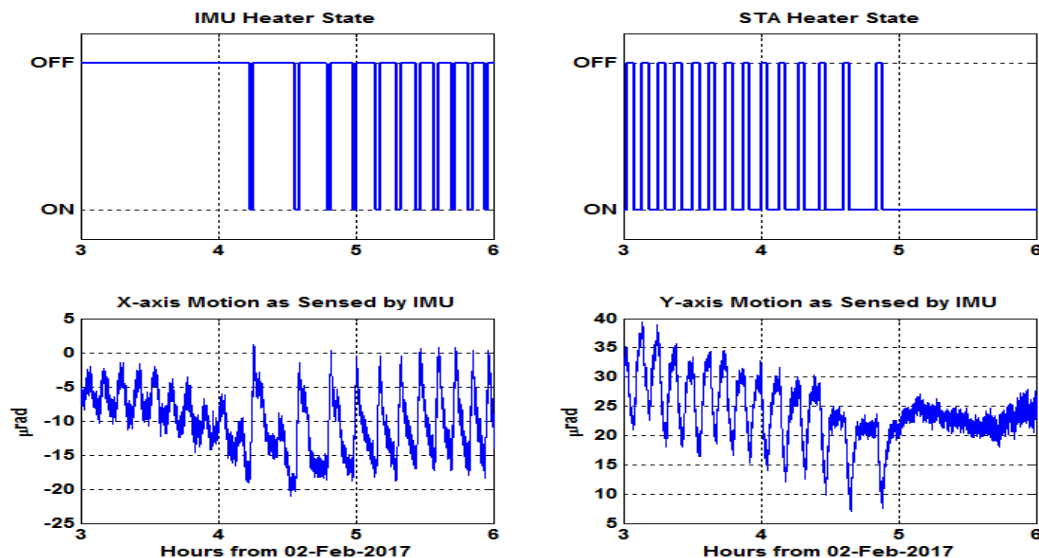 IMU Heater State
OFF
ON
3 4 5 6
STA Heater State
OFF
ON
3 4 5 6
X-axis Motion as Sensed by IMU
5
0
-5
-10
-15
-20
-25
µrad
3 4 5 6
Hours from 02-Feb-2017
Y-axis Motion as Sensed by IMU
40
35
30
25
20
15
10
5
µrad
3 4 5 6
Hours from 02-Feb-2017